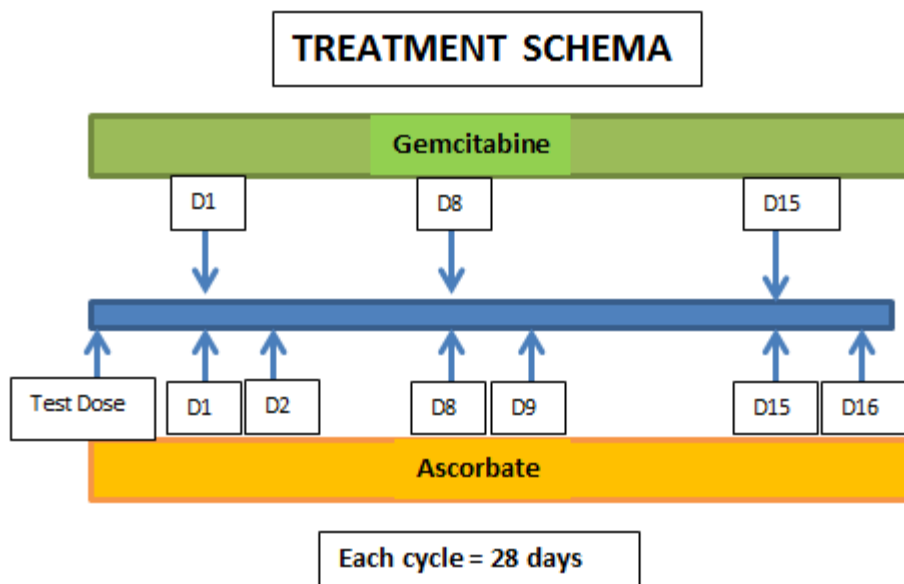 TREATMENT SCHEMA
Gemcitabine
D1
D8
D15
Test Dose
D1
D2
D8
D9
D15
D16
Ascorbate
Each cycle = 28 days